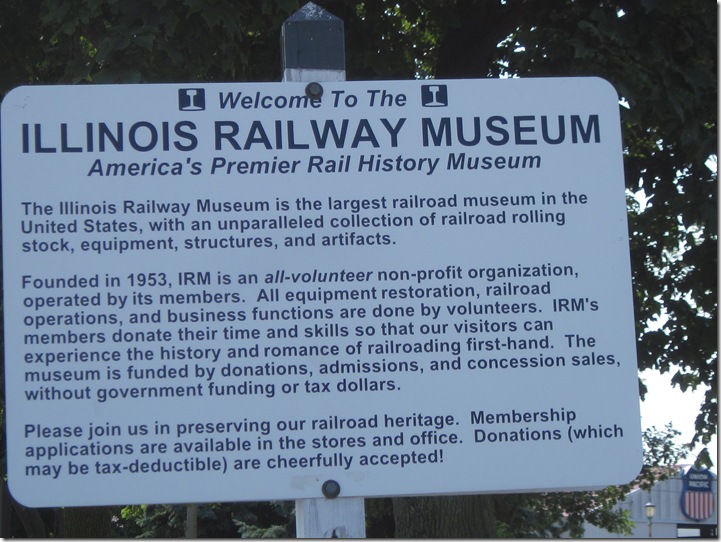 Welcome To The
ILLINOIS RAILWAY MUSEUM
America's Premier Rail History Museum
The Illinois Railway Museum is the largest railroad museum in the
United States, with an unparalleled collection of railroad rolling
stock, equipment, structures, and artifacts.
Founded in 1953, IRM is an all-volunteer non-profit organization,
operated by its members. All equipment restoration, railroad
operations, and business functions are done by volunteers. IRM's
members donate their time and skills so that our visitors can
experience the history and romance of railroading first-hand. The
museum is funded by donations, admissions, and concession sales,
without government funding or tax dollars.
Please join us in preserving our railroad heritage. Membership
applications are available in the stores and office. Donations (which
may be tax-deductible) are cheerfully accepted!
UNION
PACIFIC